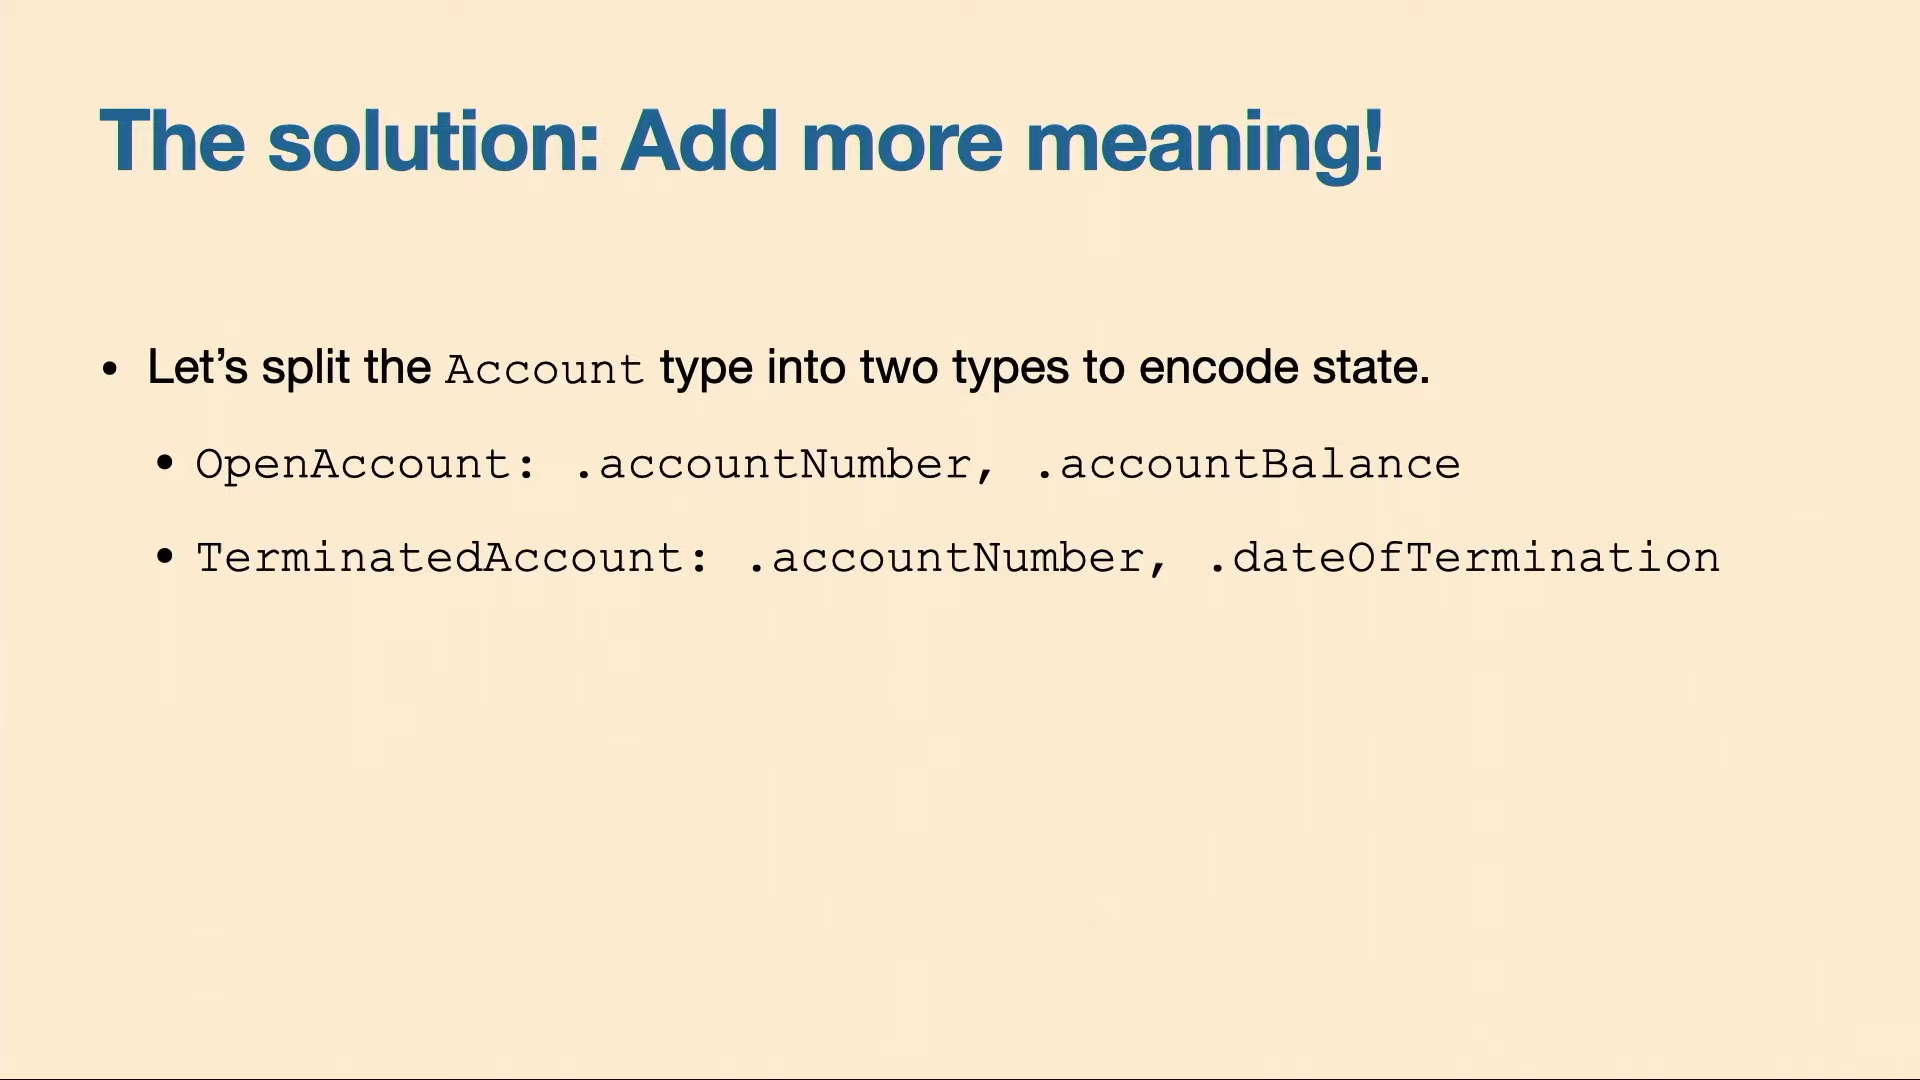 The solution: Add more meaning!
• Let’s split the Account type into two types to encode state.
• OpenAccount: .accountNumber, .accountBalance
• TerminatedAccount: .accountNumber, .dateOfTermination